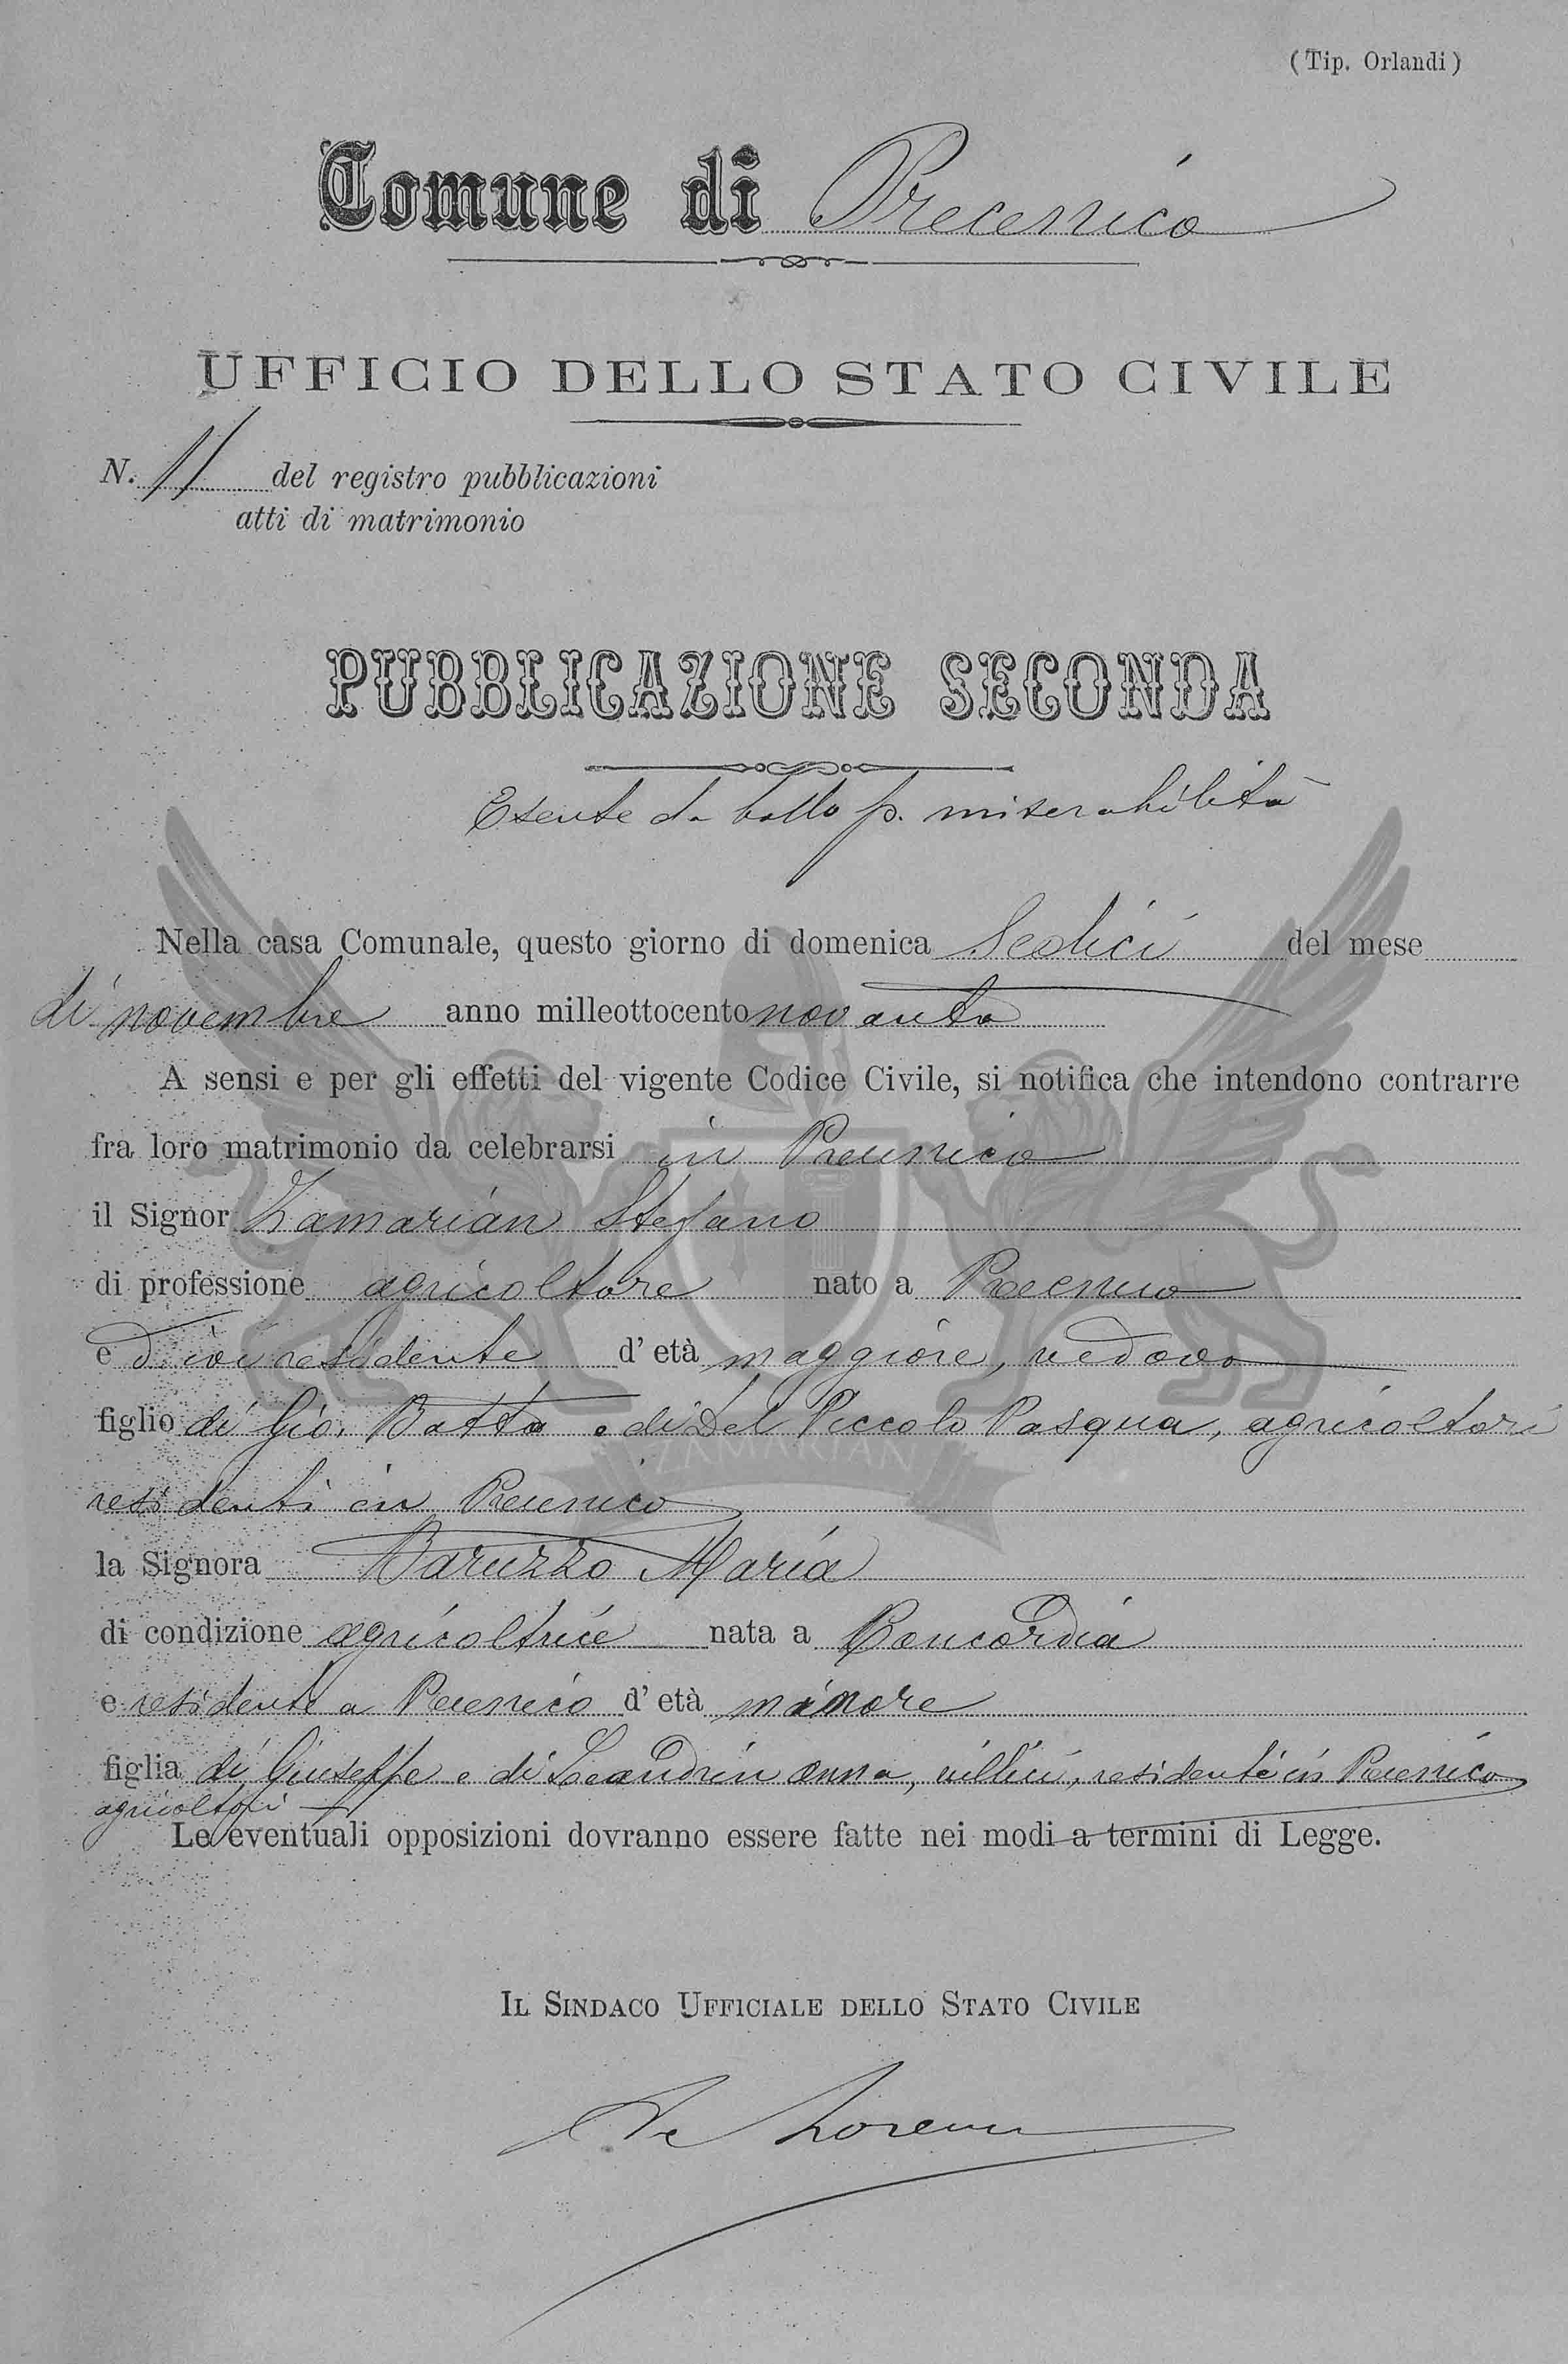 (Tip. Orlandi)
Comune di Precenico
UFFICIO DELLO STATO CIVILE
N. 11 del registro pubblicazioni
atti di matrimonio
PUBBLICAZIONE SECONDA
Esente da bollo p. miserabilità
Nella casa Comunale, questo giorno di domenica Sedici del mese
di novembre anno milleottocento novanta
A sensi e per gli effetti del vigente Codice Civile, si notifica che intendono contrarre
fra loro matrimonio da celebrarsi in Precenico
il Signor Zamarian Stefano
di professione agricoltore nato a Precenico
e d'ivi residente d'età maggiore, vedovo
figlio di Gio. Batta e di Del Piccolo Pasqua, agricoltori
residenti in Precenico
ZAMARIAN
la Signora Baruzzo Maria
di condizione agricoltrice nata a Concordia
e residente a Precenico d'età minore
figlia di Giuseppe e di anna, villici, residenti in Precenico
agricoltori
Le eventuali opposizioni dovranno essere fatte nei modi a termini di Legge.
IL SINDACO UFFICIALE DELLO STATO CIVILE
De Lorenzi